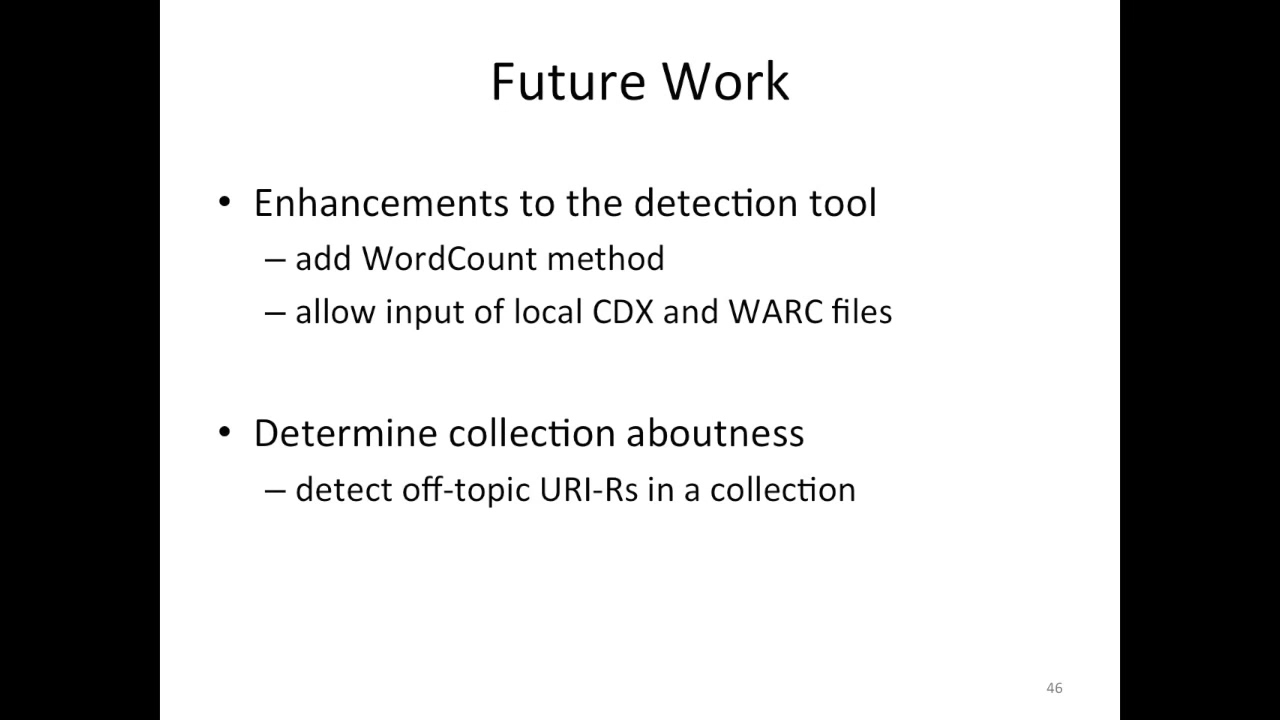 Future Work
• Enhancements to the detection tool
– add WordCount method
– allow input of local CDX and WARC files
• Determine collection aboutness
– detect off-topic URI-Rs in a collection
46